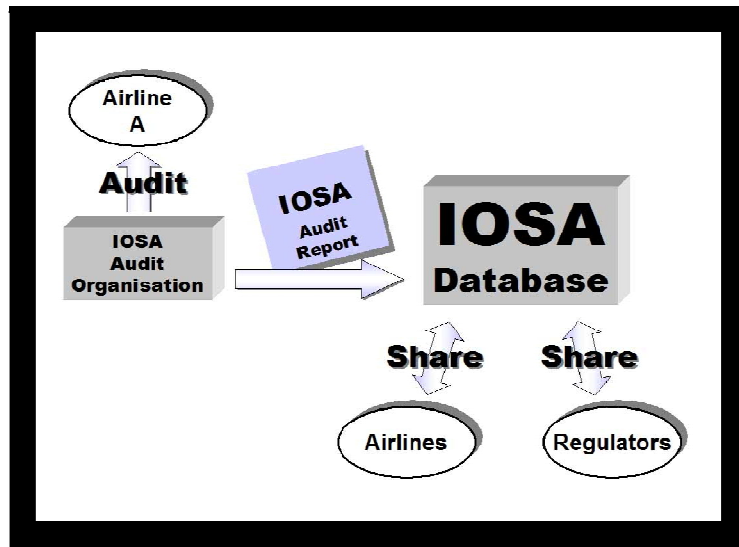 Airline
A
Audit
IOSA
Audit
Organisation
IOSA
Audit
Report
IOSA
Database
Share
Share
Airlines
Regulators